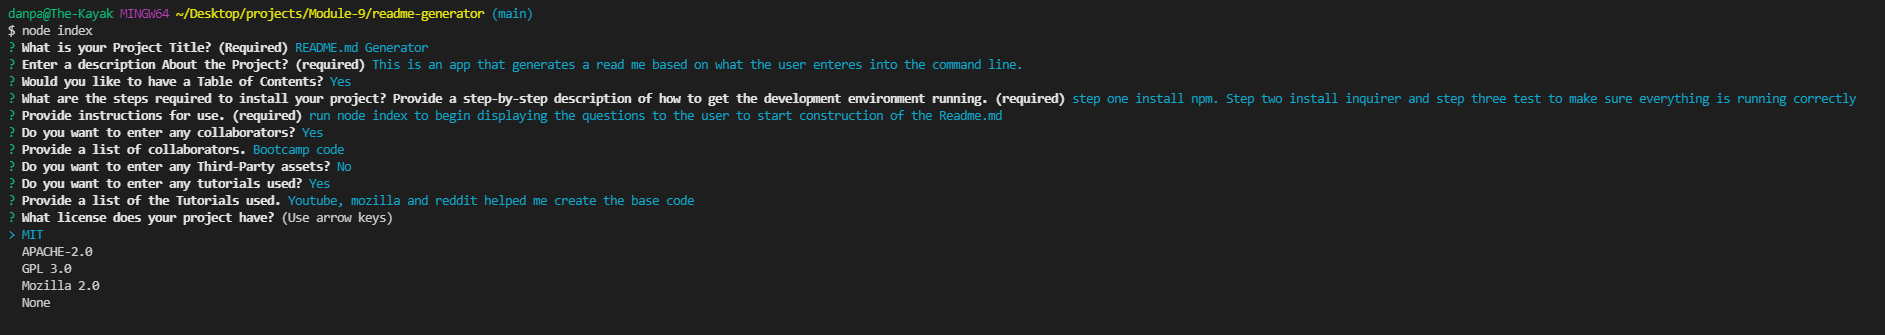 danpa@The-Kayak MINGW64 ~/Desktop/projects/Module-9/readme-generator (main)
$ node index
? What is your Project Title? (Required) README.md Generator
? Enter a description About the Project? (required) This is an app that generates a read me based on what the user enteres into the command line.
? Would you like to have a Table of Contents? Yes
? What are the steps required to install your project? Provide a step-by-step description of how to get the development environment running. (required) step one install npm. Step two install inquirer and step three test to make sure everything is running correctly
? Provide instructions for use. (required) run node index to begin displaying the questions to the user to start construction of the Readme.md
? Do you want to enter any collaborators? Yes
? Provide a list of collaborators. Bootcamp code
? Do you want to enter any Third-Party assets? No
? Do you want to enter any tutorials used? Yes
? Provide a list of the Tutorials used. Youtube, mozilla and reddit helped me create the base code
? What license does your project have? (Use arrow keys)
> MIT
APACHE-2.0
GPL 3.0
Mozilla 2.0
None